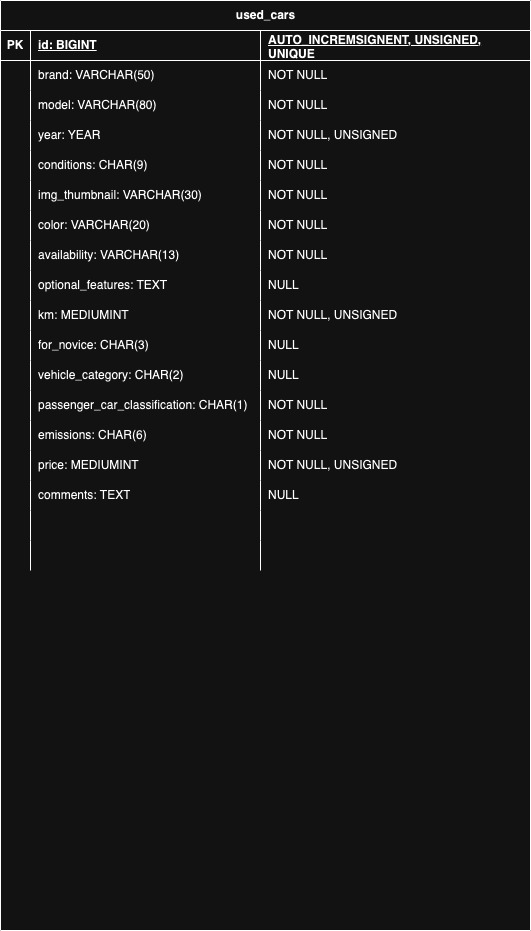 used_cars
PK id: BIGINT AUTO_INCREMSIGNENT, UNSIGNED,
UNIQUE
brand: VARCHAR(50) NOT NULL
model: VARCHAR(80) NOT NULL
year: YEAR NOT NULL, UNSIGNED
conditions: CHAR(9) NOT NULL
img_thumbnail: VARCHAR(30) NOT NULL
color: VARCHAR(20) NOT NULL
availability: VARCHAR(13) NOT NULL
optional_features: TEXT NULL
km: MEDIUMINT NOT NULL, UNSIGNED
for_novice: CHAR(3) NULL
vehicle_category: CHAR(2) NULL
passenger_car_classification: CHAR(1) NOT NULL
emissions: CHAR(6) NOT NULL
price: MEDIUMINT NOT NULL, UNSIGNED
comments: TEXT NULL